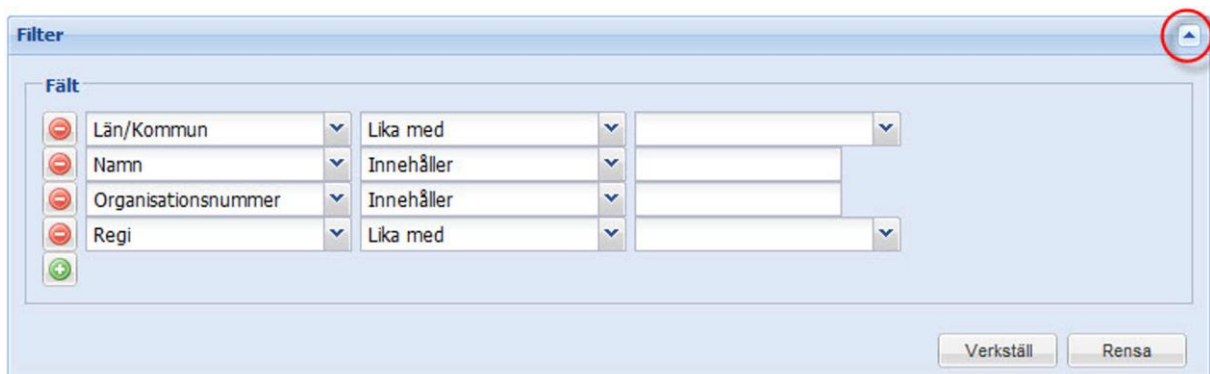 Filter
Fält
Län/Kommun Lika med
Namn Innehåller
Organisationsnummer Innehåller
Regi Lika med
Verkställ Rensa